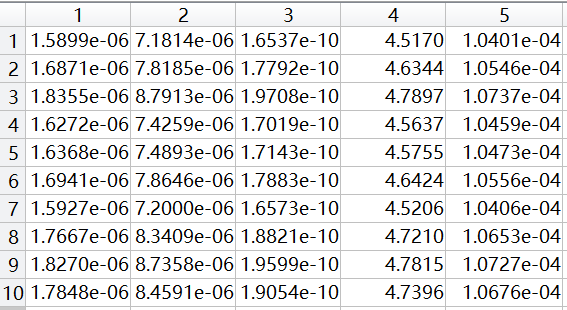 1 2 3 4 5
1 1.5899e-06 7.1814e-06 1.6537e-10 4.5170 1.0401e-04
2 1.6871e-06 7.8185e-06 1.7792e-10 4.6344 1.0546e-04
3 1.8355e-06 8.7913e-06 1.9708e-10 4.7897 1.0737e-04
4 1.6272e-06 7.4259e-06 1.7019e-10 4.5637 1.0459e-04
5 1.6368e-06 7.4893e-06 1.7143e-10 4.5755 1.0473e-04
6 1.6941e-06 7.8646e-06 1.7883e-10 4.6424 1.0556e-04
7 1.5927e-06 7.2000e-06 1.6573e-10 4.5206 1.0406e-04
8 1.7667e-06 8.3409e-06 1.8821e-10 4.7210 1.0653e-04
9 1.8270e-06 8.7358e-06 1.9599e-10 4.7815 1.0727e-04
10 1.7848e-06 8.4591e-06 1.9054e-10 4.7396 1.0676e-04